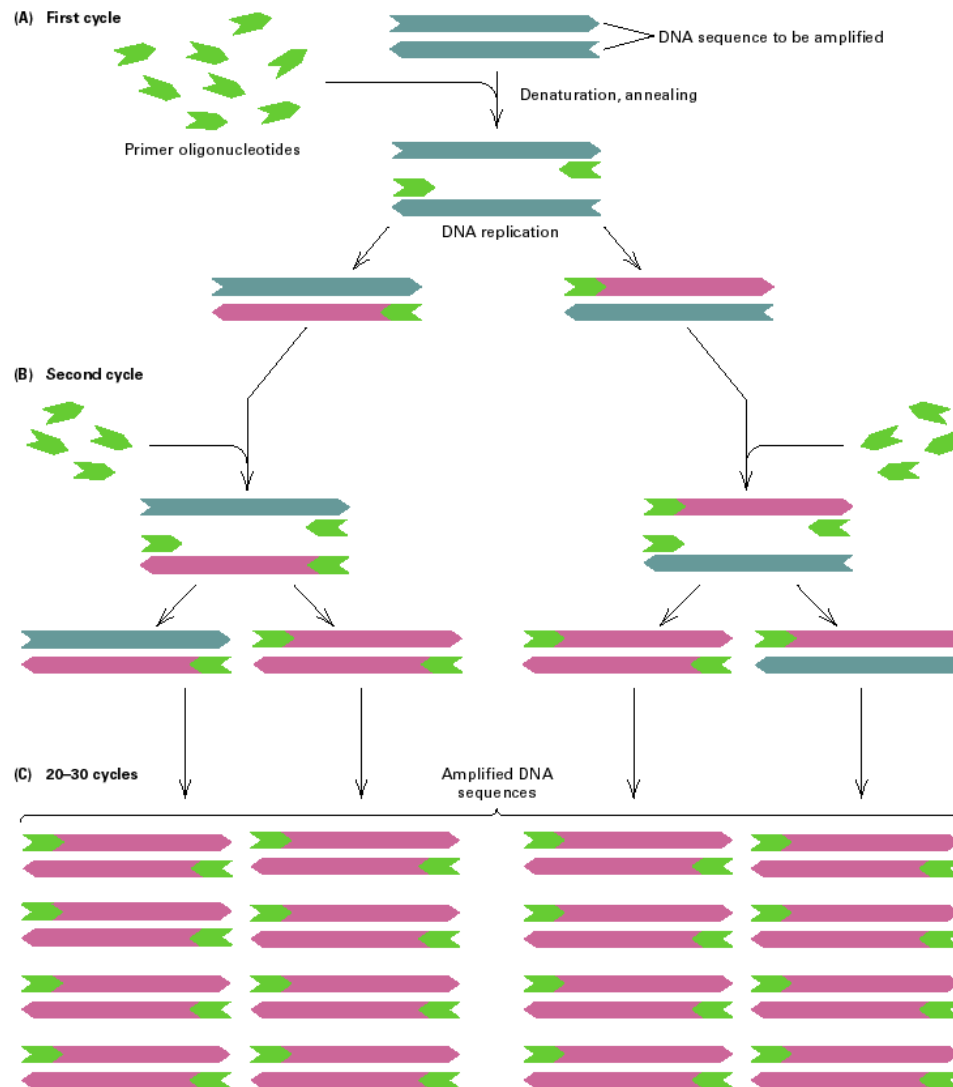 (A) First cycle
DNA sequence to be amplified
Denaturation, annealing
Primer oligonucleotides
DNA replication
(B) Second cycle
(C) 20–30 cycles
Amplified DNA
sequences